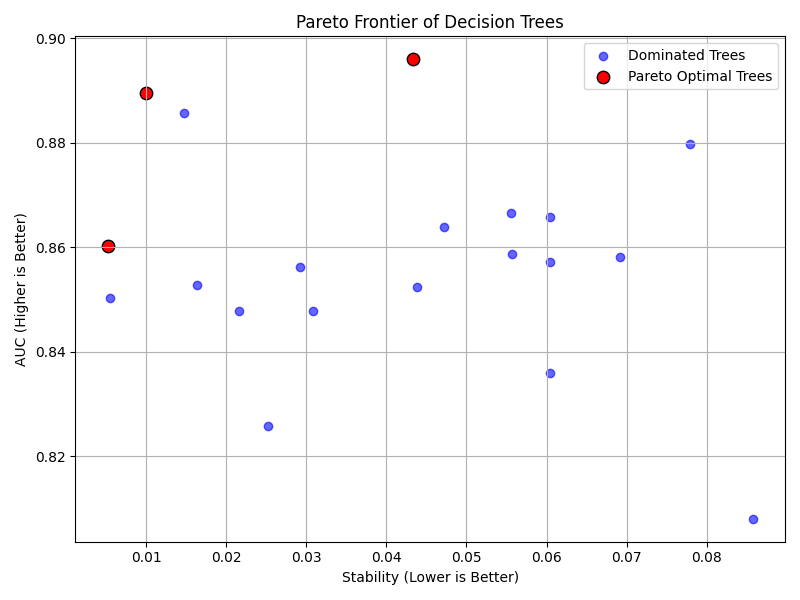 Pareto Frontier of Decision Trees
Dominated Trees
Pareto Optimal Trees
AUC (Higher is Better)
0.90
0.88
0.86
0.84
0.82
0.01 0.02 0.03 0.04 0.05 0.06 0.07 0.08
Stability (Lower is Better)